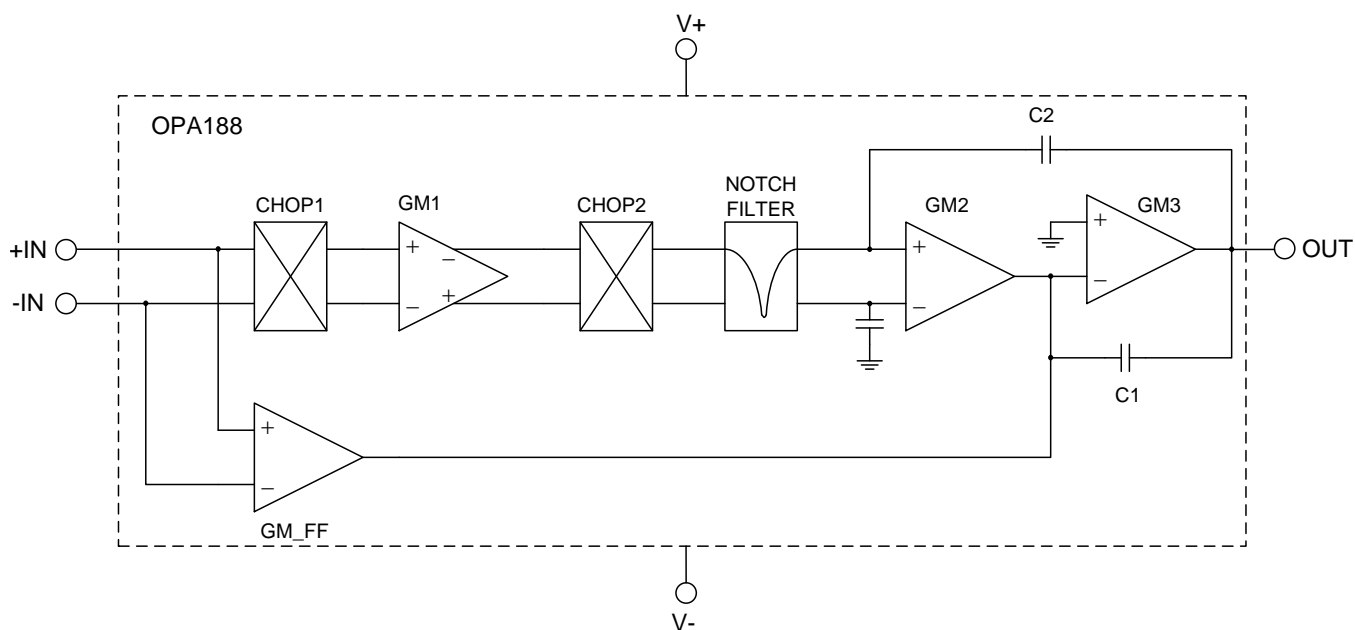 V+
OPA188
C2
CHOP1
GM1
CHOP2
NOTCH
FILTER
GM2
GM3
+IN
-IN
+
−
−
+
+
−
+
−
OUT
C1
+
−
GM_FF
V-